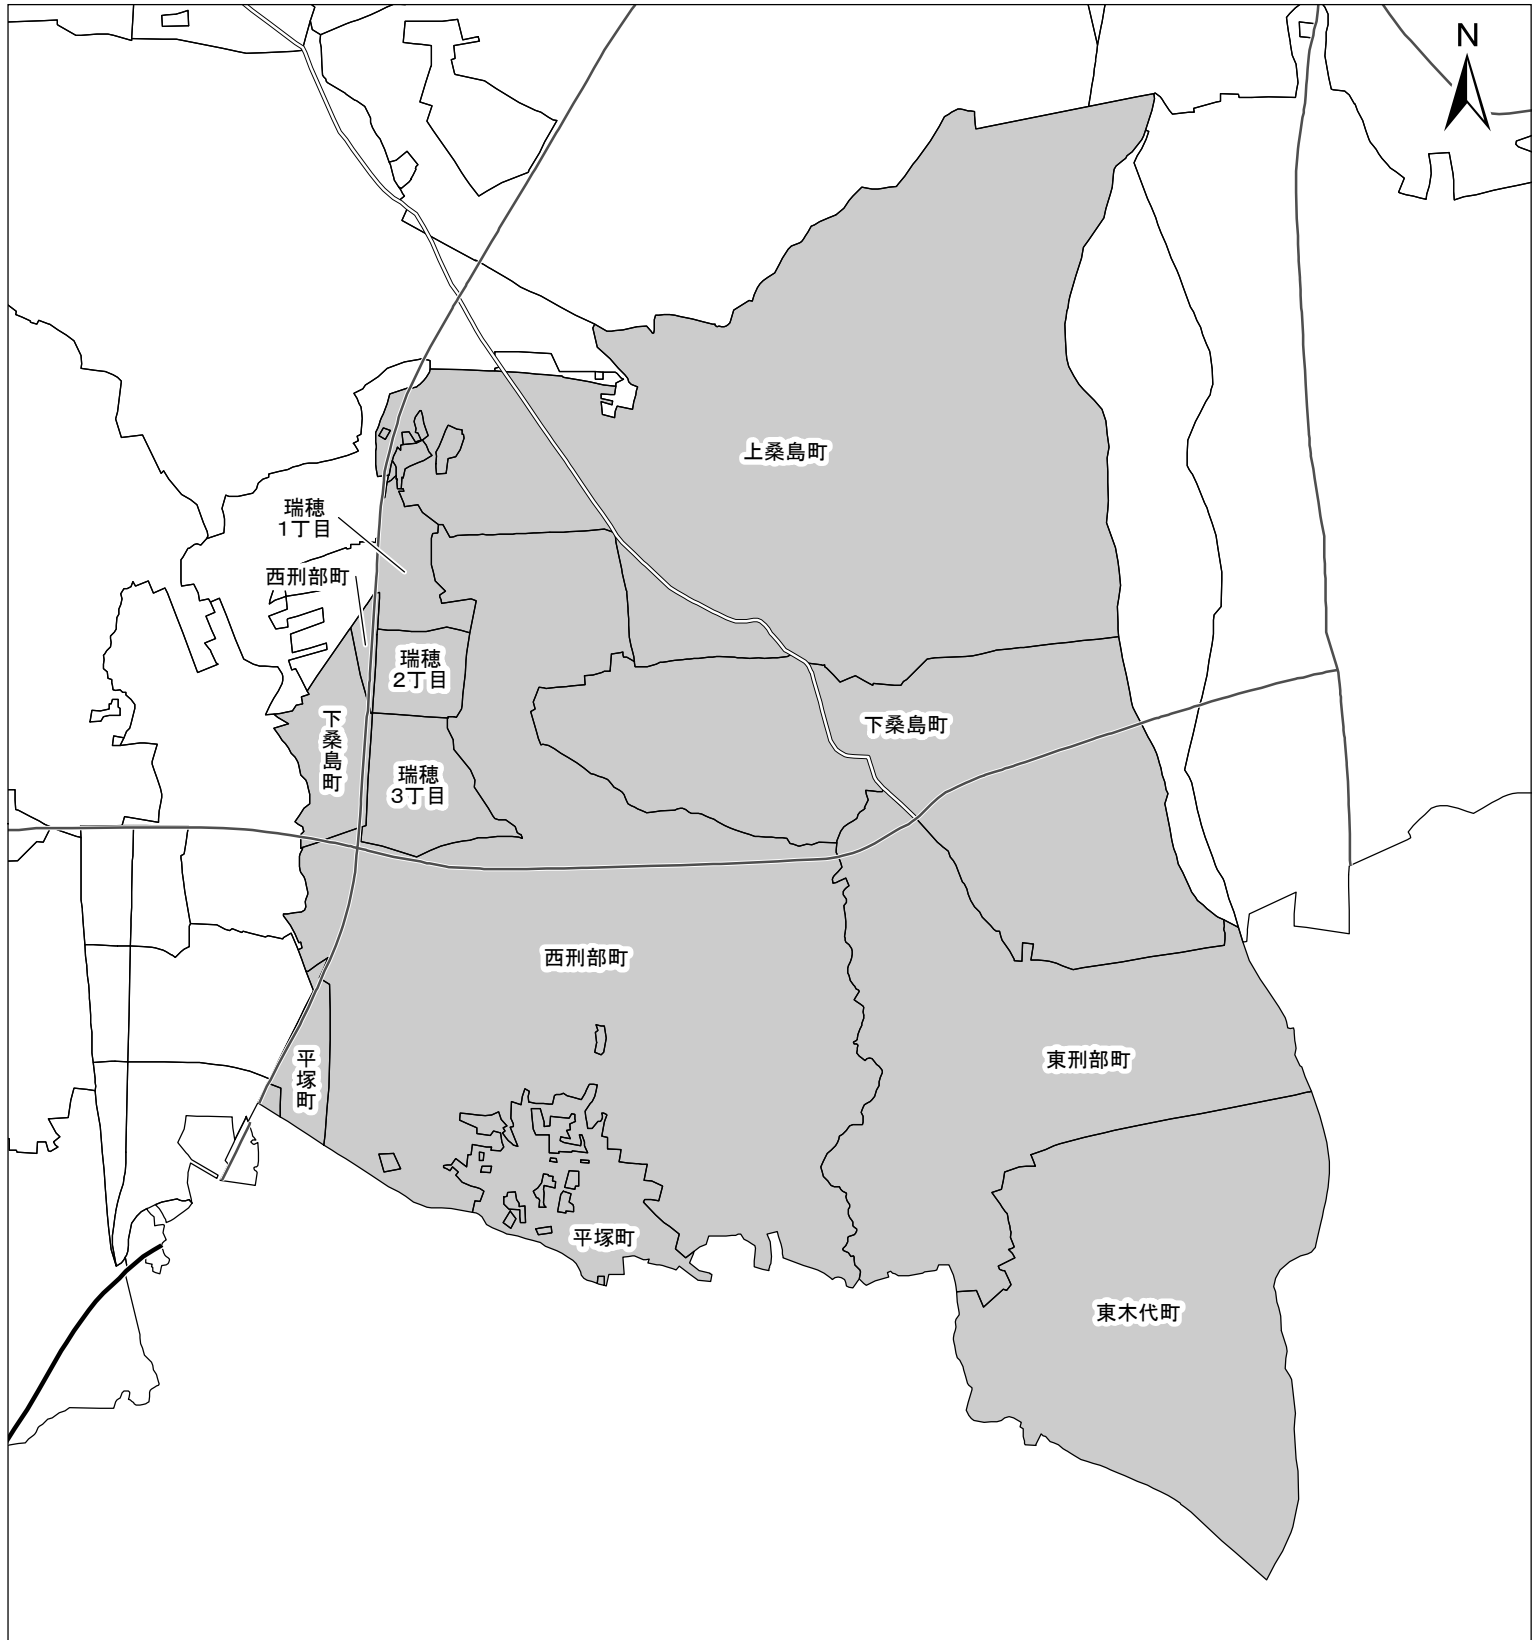 N
上桑島町
瑞穂
1丁目
西刑部町
瑞穂
2丁目
下桑島町
下桑島町
瑞穂
3丁目
西刑部町
平塚町
東刑部町
平塚町
東木代町